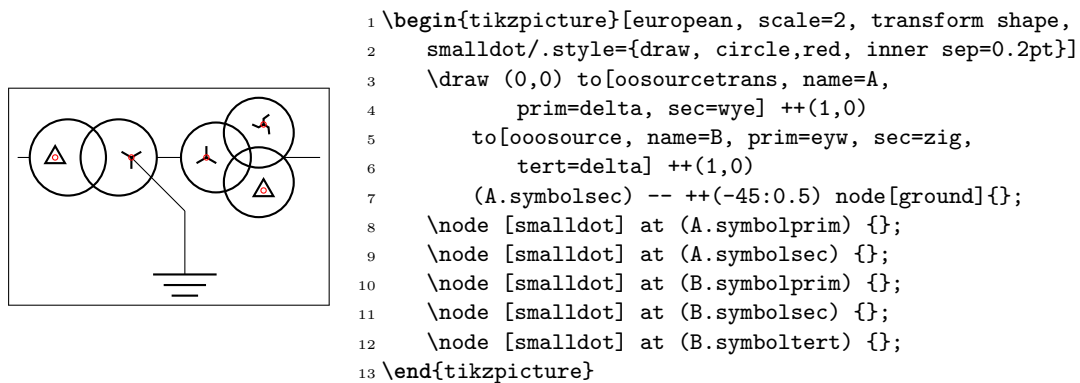 1 \begin{tikzpicture}[european, scale=2, transform shape,
2 smalldot/.style={draw, circle,red, inner sep=0.2pt}]
3 \draw (0,0) to[oosourcetrans, name=A,
4 prim=delta, sec=wye] ++(1,0)
5 to[ooosource, name=B, prim=eyw, sec=zig,
6 tert=delta] ++(1,0)
7 (A.symbolsec) -- ++(-45:0.5) node[ground]{};
8 \node [smalldot] at (A.symbolprim) {};
9 \node [smalldot] at (A.symbolsec) {};
10 \node [smalldot] at (B.symbolprim) {};
11 \node [smalldot] at (B.symbolsec) {};
12 \node [smalldot] at (B.symboltert) {};
13 \end{tikzpicture}